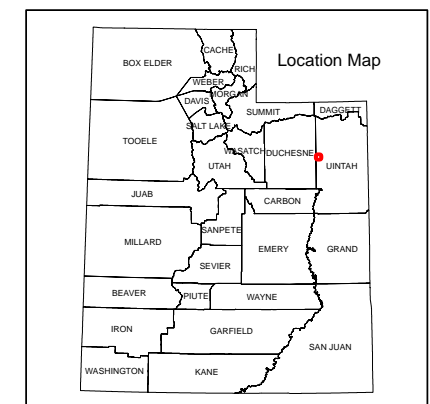 Location Map
BOX ELDER
CACHE
RICH
WEBER
MORGAN
DAVIS
SUMMIT
DAGGETT
SALT LAKE
TOOELE
WASATCH
DUCHESNE
UINTAH
UTAH
JUAB
CARBON
SANPETE
MILLARD
EMERY
GRAND
SEVIER
BEAVER
PIUTE
WAYNE
IRON
GARFIELD
SAN JUAN
WASHINGTON
KANE